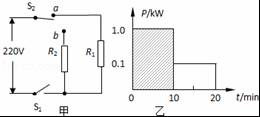 S₂ a
b
220V
R₂ R₁
S₁
甲
P/kW
1.0
0.1
0 10 20 t/min
乙